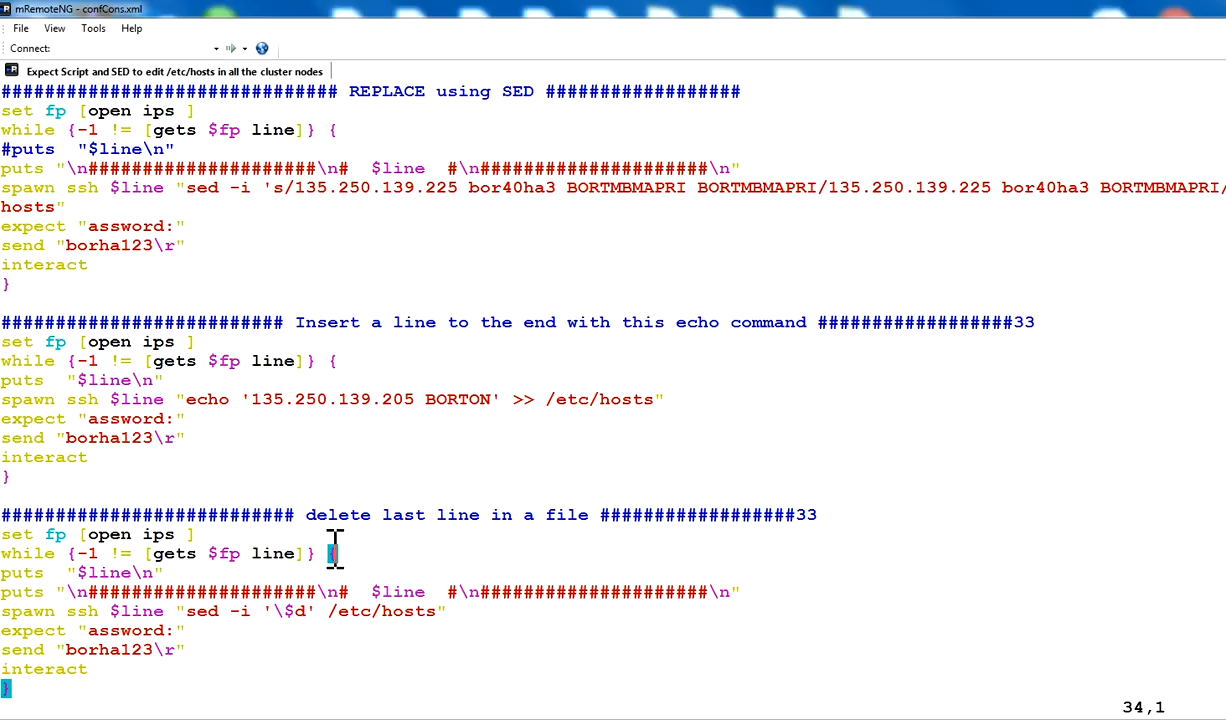 mRemoteNG - confCons.xml
File View Tools Help
Connect:
Expect Script and SED to edit /etc/hosts in all the cluster nodes
############################### REPLACE using SED ##################
set fp [open ips ]
while {-1 != [gets $fp line]} {
#puts  "$line\n"
puts "\n#####################\n#  $line  #\n#####################\n"
spawn ssh $line "sed -i 's/135.250.139.225 bor40ha3 BORTMBMAPRI BORTMBMAPRI/135.250.139.225 bor40ha3 BORTMBMAPRI/
hosts"
expect "assword:"
send "borha123\r"
interact
}
########################## Insert a line to the end with this echo command ##################33
set fp [open ips ]
while {-1 != [gets $fp line]} {
puts  "$line\n"
spawn ssh $line "echo '135.250.139.205 BORTON' >> /etc/hosts"
expect "assword:"
send "borha123\r"
interact
}
########################### delete last line in a file ##################33
set fp [open ips ]
while {-1 != [gets $fp line]} {
puts  "$line\n"
puts "\n#####################\n#  $line  #\n#####################\n"
spawn ssh $line "sed -i '\$d' /etc/hosts"
expect "assword:"
send "borha123\r"
interact
}
34,1